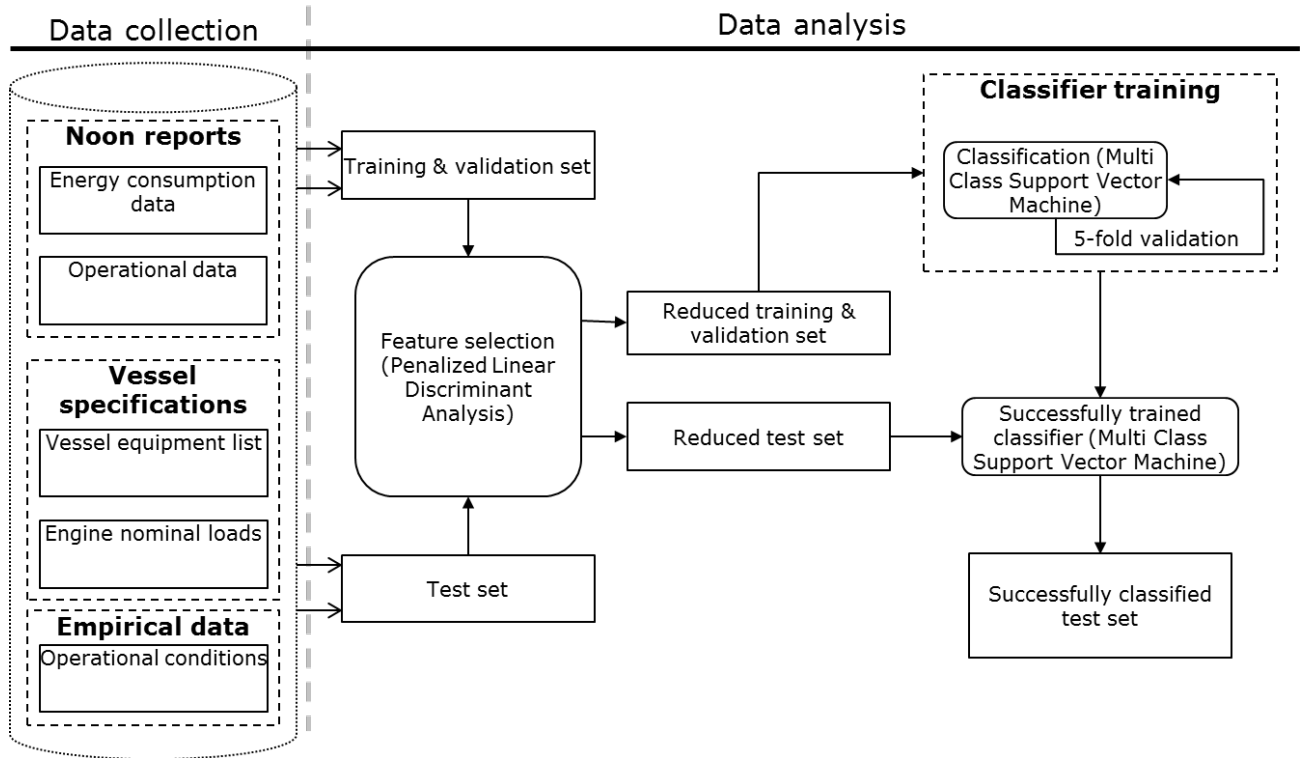 Data collection
Data analysis
Noon reports
Energy consumption
data
Operational data
Vessel
specifications
Vessel equipment list
Engine nominal loads
Empirical data
Operational conditions
Training & validation set
Feature selection
(Penalized Linear
Discriminant
Analysis)
Test set
Reduced training &
validation set
Reduced test set
Classifier training
Classification (Multi
Class Support Vector
Machine)
5-fold validation
Successfully trained
classifier (Multi Class
Support Vector Machine)
Successfully classified
test set